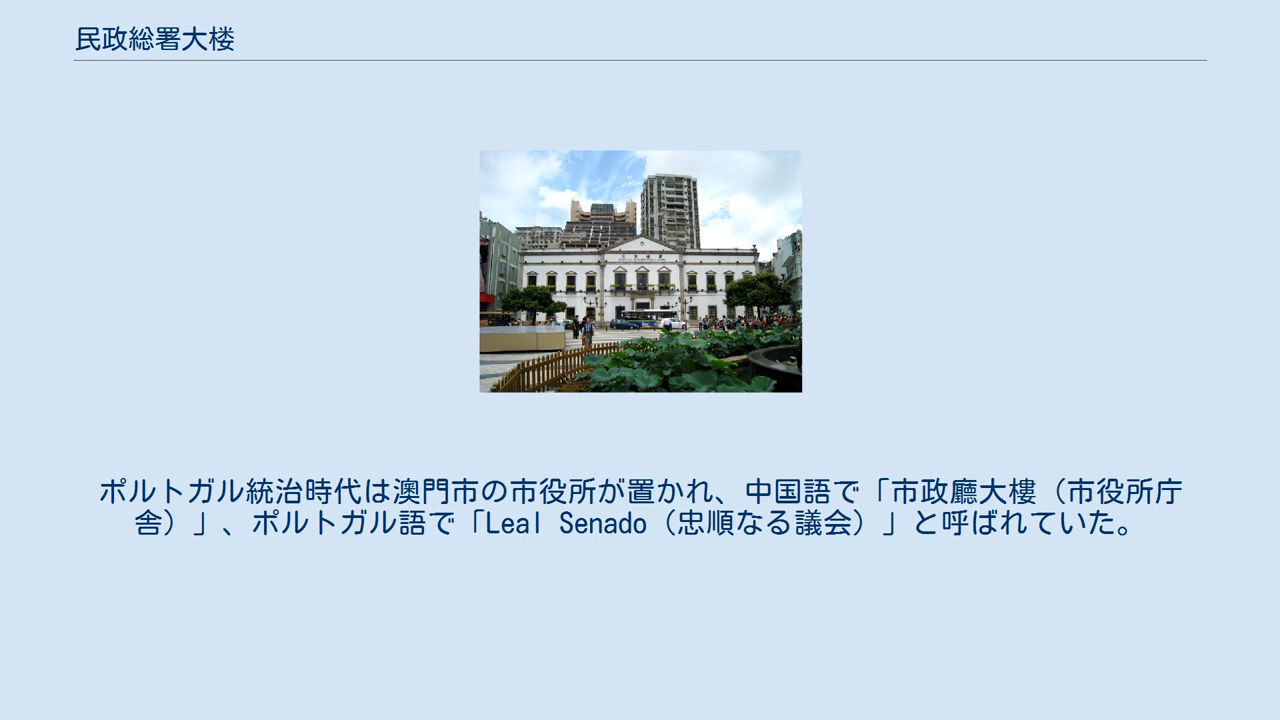 民政総署大楼
ポルトガル統治時代は澳門市の市役所が置かれ、中国語で「市政廳大樓（市役所庁
舎）」、ポルトガル語で「Leal Senado（忠順なる議会）」と呼ばれていた。